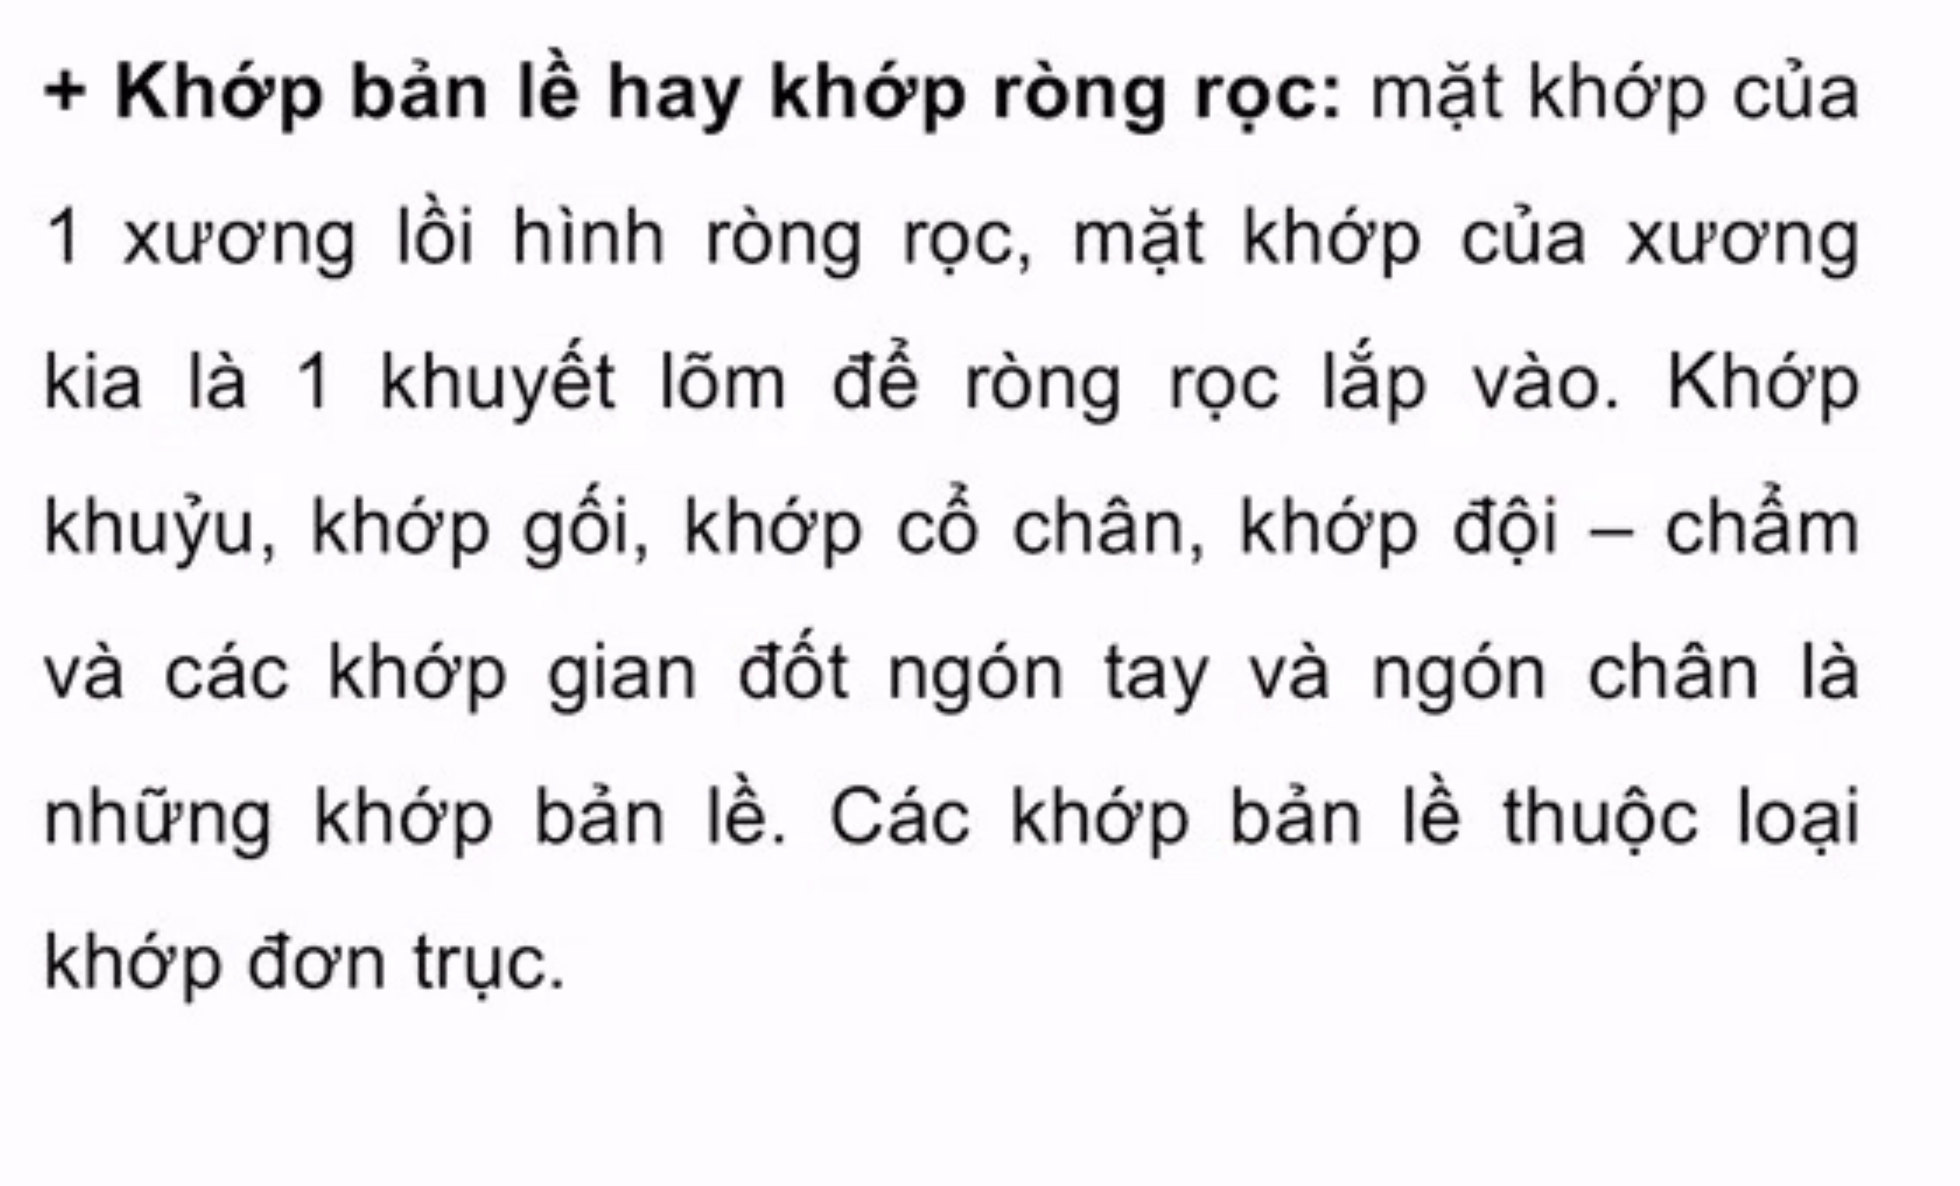 + Khớp bản lề hay khớp ròng rọc: mặt khớp của
1 xương lồi hình ròng rọc, mặt khớp của xương
kia là 1 khuyết lõm để ròng rọc lắp vào. Khớp
khuỷu, khớp gối, khớp cổ chân, khớp đội – chẩm
và các khớp gian đốt ngón tay và ngón chân là
những khớp bản lề. Các khớp bản lề thuộc loại
khớp đơn trục.